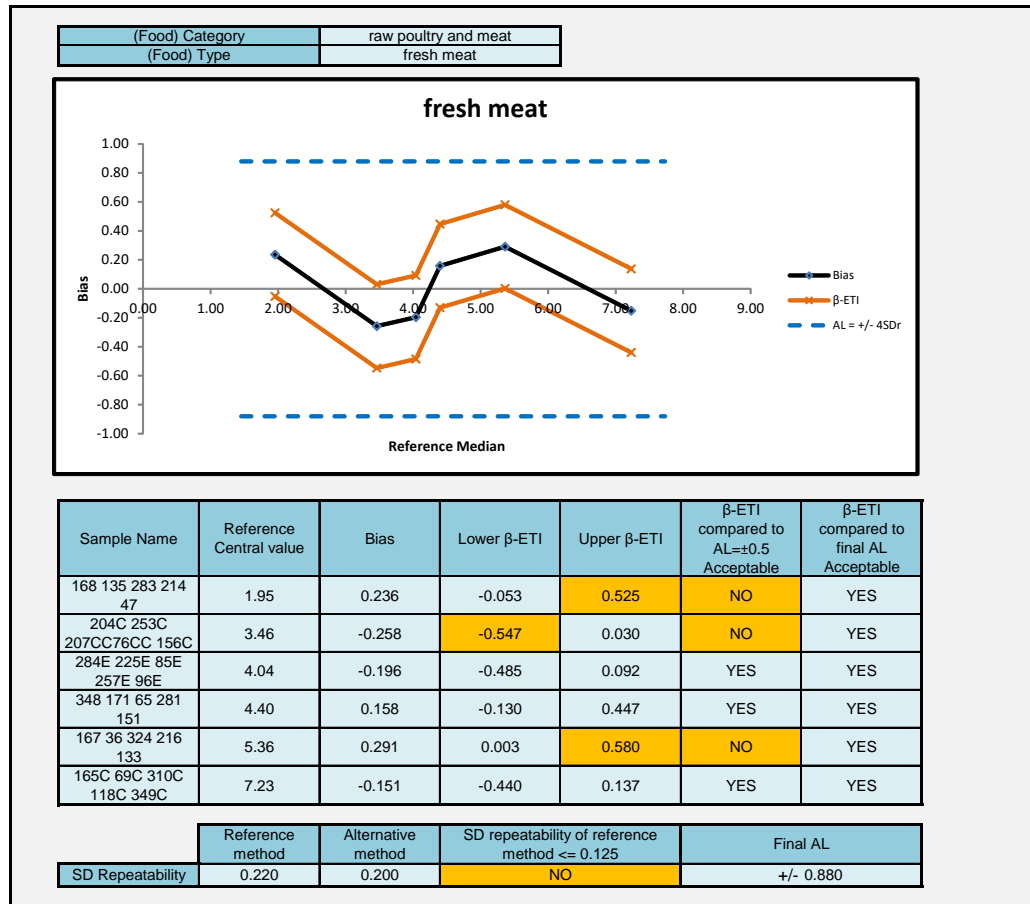 (Food) Category raw poultry and meat
(Food) Type fresh meat
fresh meat
1.00
0.80
0.60
0.40
0.20
0.00
-0.20
-0.40
-0.60
-0.80
-1.00
0.00 1.00 2.00 3.00 4.00 5.00 6.00 7.00 8.00 9.00
Bias
Reference Median
Bias
β-ETI
AL = +/- 4SDr
Sample Name Reference Central value Bias Lower β-ETI Upper β-ETI β-ETI compared to AL=±0.5 Acceptable β-ETI compared to final AL Acceptable
168 135 283 214 47 1.95 0.236 -0.053 0.525 NO YES
204C 253C 207CC76CC 156C 3.46 -0.258 -0.547 0.030 NO YES
284E 225E 85E 257E 96E 4.04 -0.196 -0.485 0.092 YES YES
348 171 65 281 151 4.40 0.158 -0.130 0.447 YES YES
167 36 324 216 133 5.36 0.291 0.003 0.580 NO YES
165C 69C 310C 118C 349C 7.23 -0.151 -0.440 0.137 YES YES
Reference method Alternative method SD repeatability of reference method <= 0.125 Final AL
SD Repeatability 0.220 0.200 NO +/- 0.880